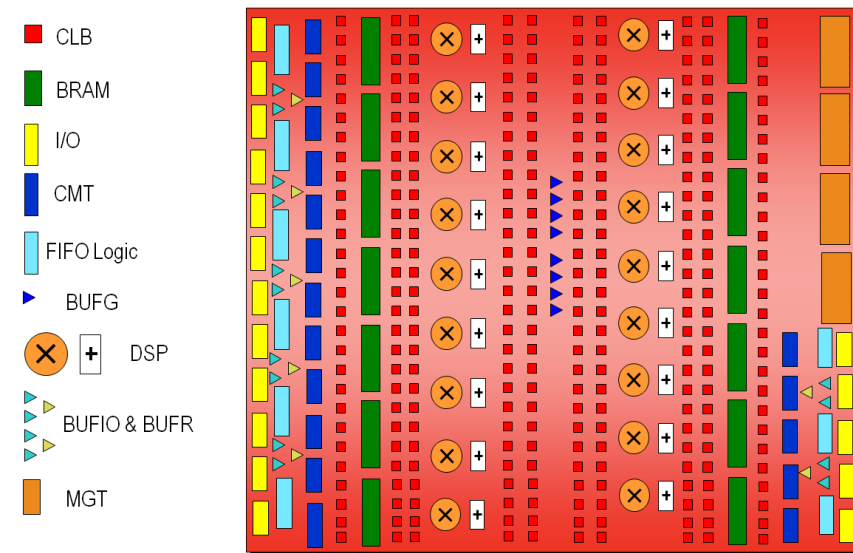 CLB
BRAM
I/O
CMT
FIFO Logic
BUFG
DSP
BUFIO & BUFR
MGT